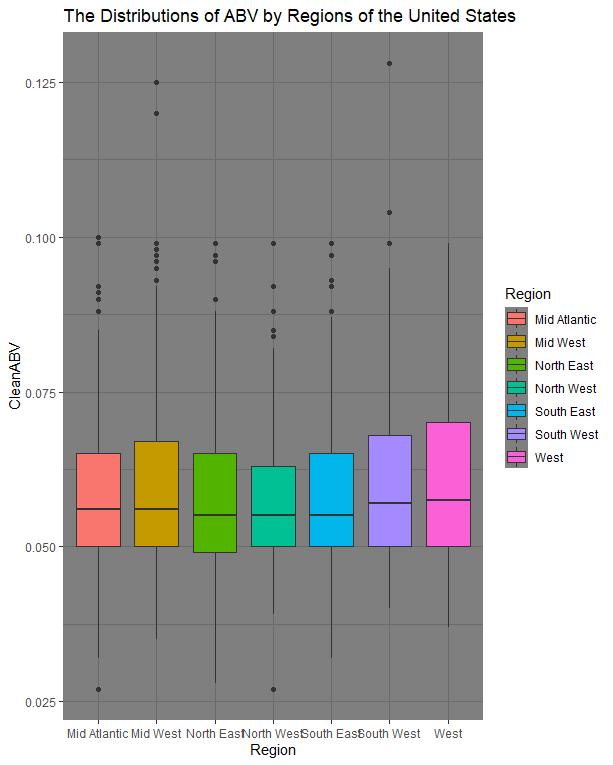 The Distributions of ABV by Regions of the United States
0.125
0.100
0.075
0.050
0.025
CleanABV
Mid Atlantic Mid West North East North West South East South West West
Region
Region
Mid Atlantic
Mid West
North East
North West
South East
South West
West